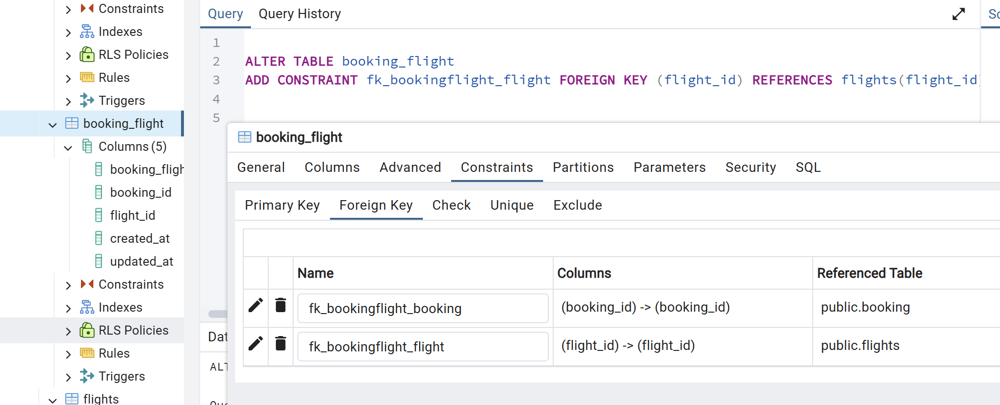 Constraints
Indexes
RLS Policies
Rules
Triggers
booking_flight
Columns (5)
booking_fligh
booking_id
flight_id
created_at
updated_at
Constraints
Indexes
RLS Policies
Rules
Triggers
flights
Query Query History
1
2 ALTER TABLE booking_flight
3 ADD CONSTRAINT fk_bookingflight_flight FOREIGN KEY (flight_id) REFERENCES flights(flight_id)
4
5
booking_flight
General Columns Advanced Constraints Partitions Parameters Security SQL
Primary Key Foreign Key Check Unique Exclude
Name Columns Referenced Table
fk_bookingflight_booking (booking_id) -> (booking_id) public.booking
fk_bookingflight_flight (flight_id) -> (flight_id) public.flights
Dat
ALT